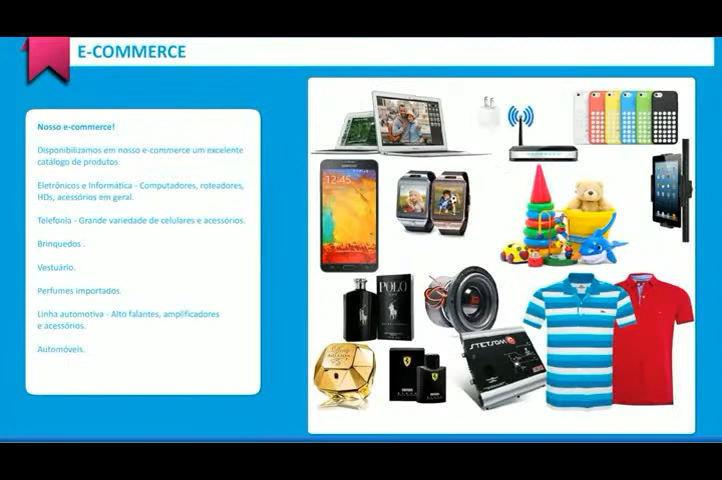 E-COMMERCE
Nosso e-commerce!
Disponibilizamos em nosso e-commerce um excelente
catálogo de produtos:
Eletrônicos e Informática - Computadores, roteadores,
HDs, acessórios em geral.
Telefonia - Grande variedade de celulares e acessórios.
Brinquedos .
Vestuário.
Perfumes importados.
Linha automotiva - Alto falantes, amplificadores
e acessórios.
Automóveis.
12:45
POLO
STETSOM